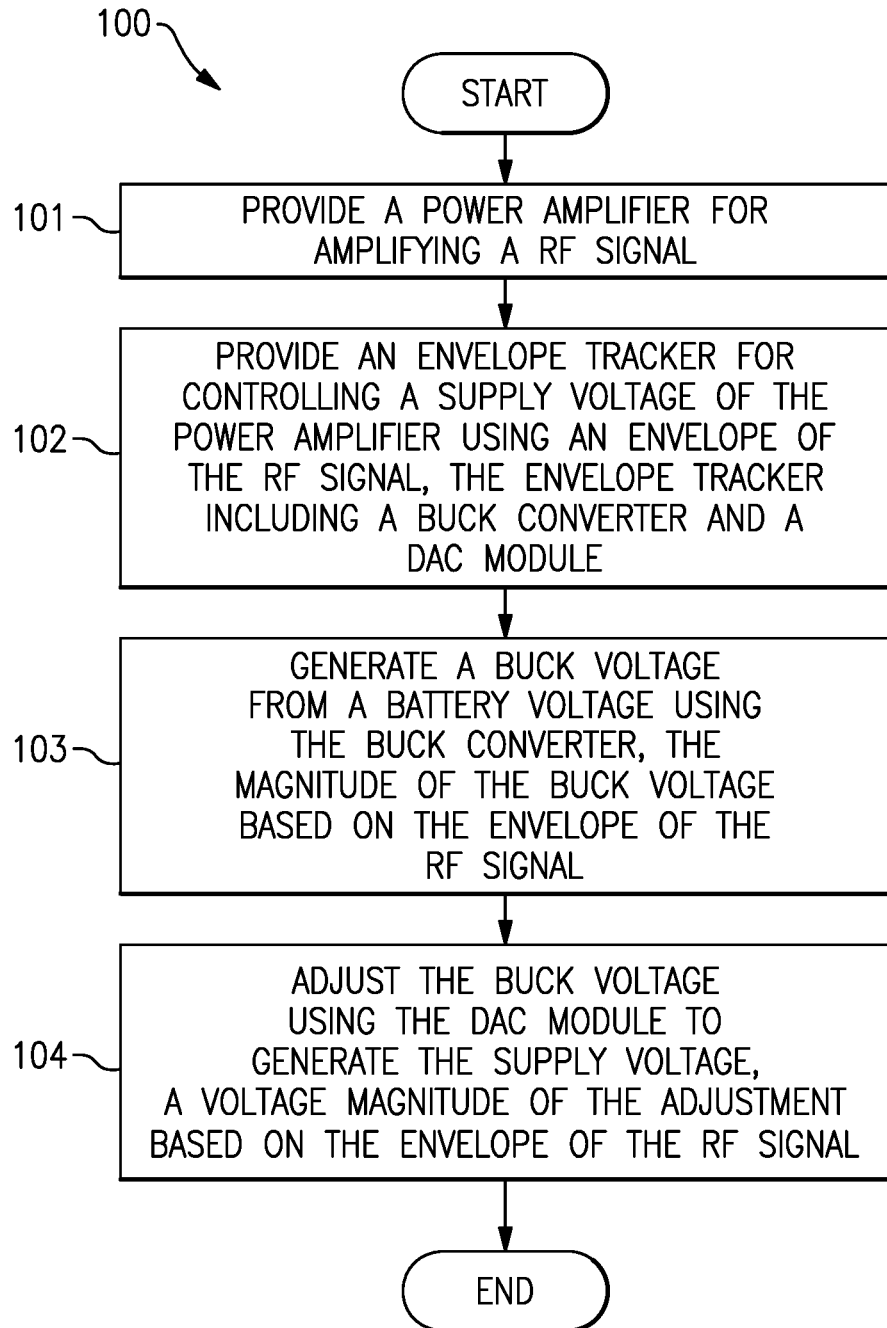 100
START
101
PROVIDE A POWER AMPLIFIER FOR
AMPLIFYING A RF SIGNAL
102
PROVIDE AN ENVELOPE TRACKER FOR
CONTROLLING A SUPPLY VOLTAGE OF THE
POWER AMPLIFIER USING AN ENVELOPE OF
THE RF SIGNAL, THE ENVELOPE TRACKER
INCLUDING A BUCK CONVERTER AND A
DAC MODULE
103
GENERATE A BUCK VOLTAGE
FROM A BATTERY VOLTAGE USING
THE BUCK CONVERTER, THE
MAGNITUDE OF THE BUCK VOLTAGE
BASED ON THE ENVELOPE OF THE
RF SIGNAL
104
ADJUST THE BUCK VOLTAGE
USING THE DAC MODULE TO
GENERATE THE SUPPLY VOLTAGE,
A VOLTAGE MAGNITUDE OF THE ADJUSTMENT
BASED ON THE ENVELOPE OF THE RF SIGNAL
END